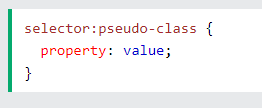 selector:pseudo-class {
  property: value;
}